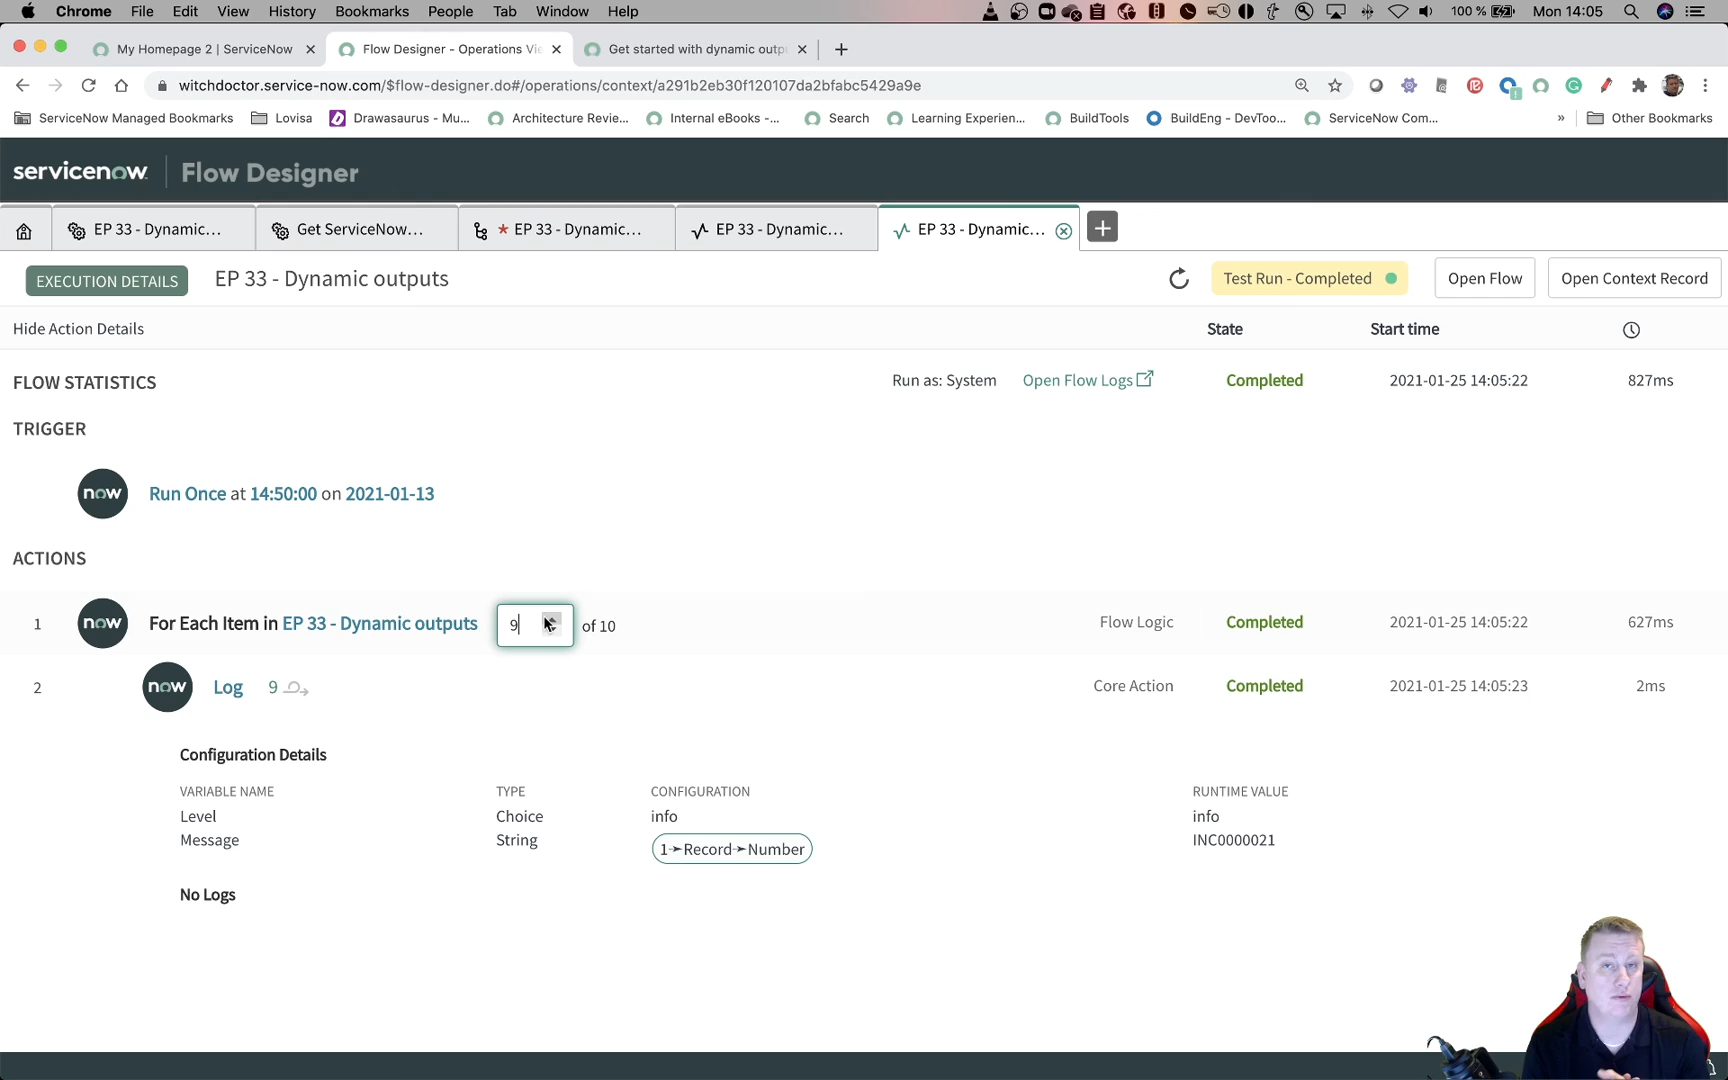 Chrome File Edit View History Bookmarks People Tab Window Help 100 % Mon 14:05
My Homepage 2 | ServiceNow Flow Designer - Operations Vie Get started with dynamic outp
witchdoctor.service-now.com/$flow-designer.do#/operations/context/a291b2eb30f120107da2bfabc5429a9e
ServiceNow Managed Bookmarks Lovisa Drawasaurus - Mu... Architecture Revie... Internal eBooks -... Search Learning Experien... BuildTools BuildEng - DevToo... ServiceNow Com... » Other Bookmarks
servicenow Flow Designer
EP 33 - Dynamic... Get ServiceNow... * EP 33 - Dynamic... EP 33 - Dynamic... EP 33 - Dynamic...
EXECUTION DETAILS EP 33 - Dynamic outputs Test Run - Completed Open Flow Open Context Record
Hide Action Details State Start time
FLOW STATISTICS Run as: System Open Flow Logs Completed 2021-01-25 14:05:22 827ms
TRIGGER
now Run Once at 14:50:00 on 2021-01-13
ACTIONS
1 now For Each Item in EP 33 - Dynamic outputs 9 of 10 Flow Logic Completed 2021-01-25 14:05:22 627ms
2 now Log 9 Core Action Completed 2021-01-25 14:05:23 2ms
Configuration Details
VARIABLE NAME TYPE CONFIGURATION RUNTIME VALUE
Level Choice info info
Message String 1➛Record➛Number INC0000021
No Logs